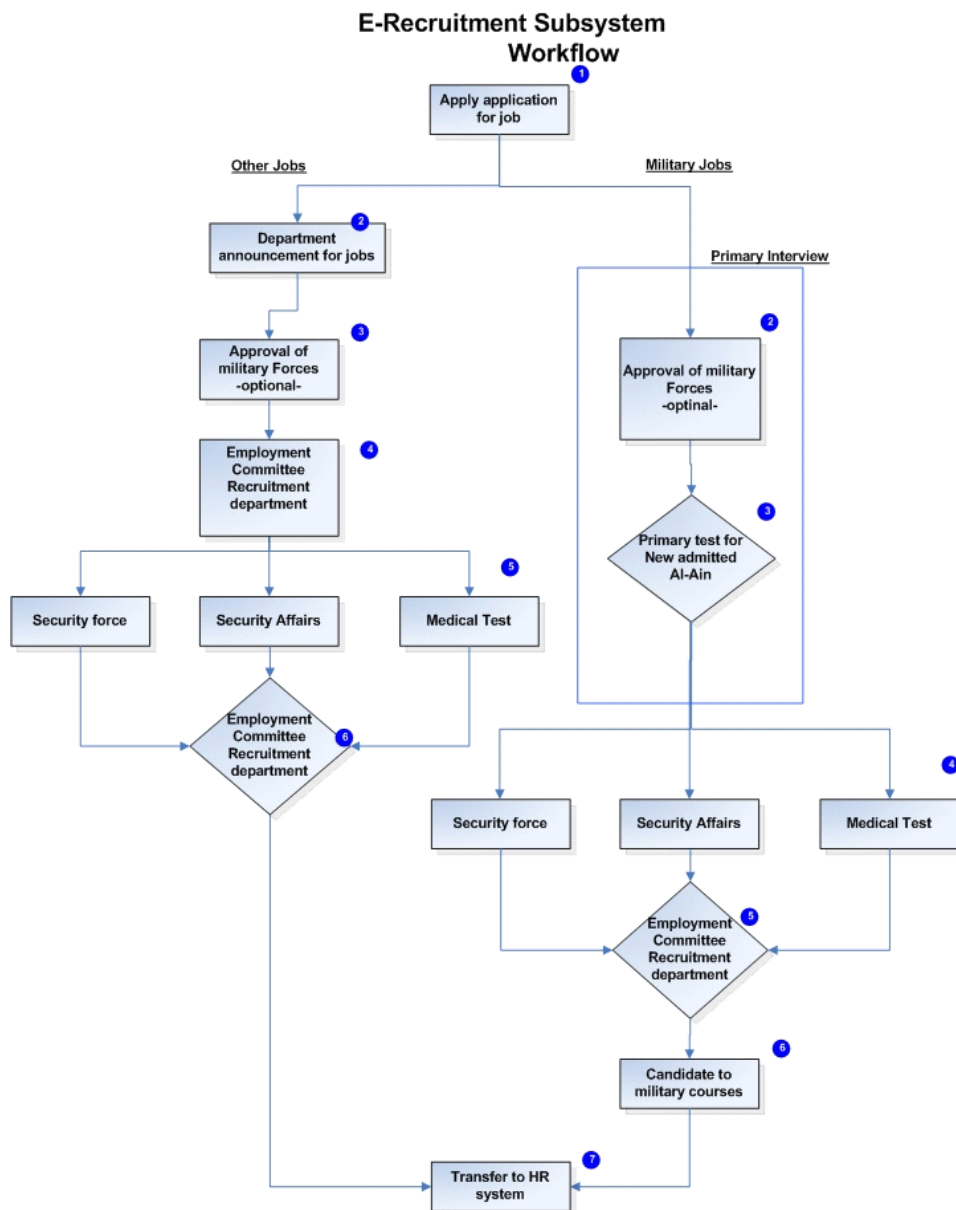 E-Recruitment Subsystem
Workflow
1
Apply application
for job
Other Jobs
Military Jobs
2
Department
announcement for jobs
Primary Interview
3
Approval of
military Forces
-optional-
2
Approval of military
Forces
-optinal-
4
Employment
Committee
Recruitment
department
3
Primary test for
New admitted
Al-Ain
5
Security force
Security Affairs
Medical Test
Employment
Committee
Recruitment
department
6
4
Security force
Security Affairs
Medical Test
5
Employment
Committee
Recruitment
department
6
Candidate to
military courses
7
Transfer to HR
system